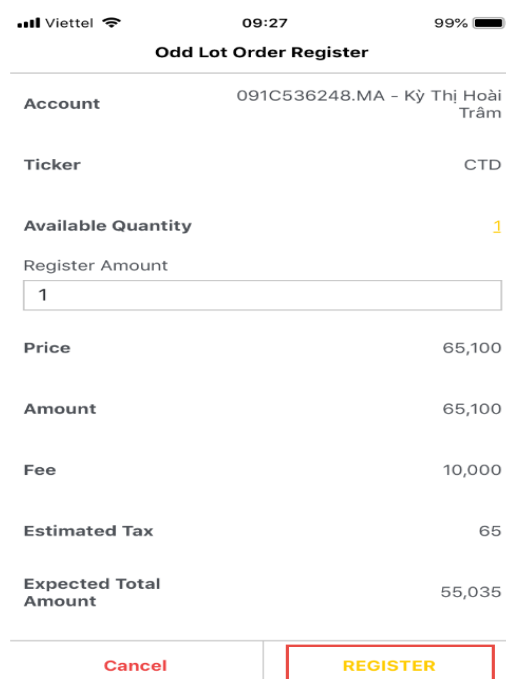 Viettel 09:27 99%
Odd Lot Order Register
Account 091C536248.MA - Kỳ Thị Hoài
Trâm
Ticker CTD
Available Quantity 1
Register Amount
1
Price 65,100
Amount 65,100
Fee 10,000
Estimated Tax 65
Expected Total
Amount 55,035
Cancel REGISTER